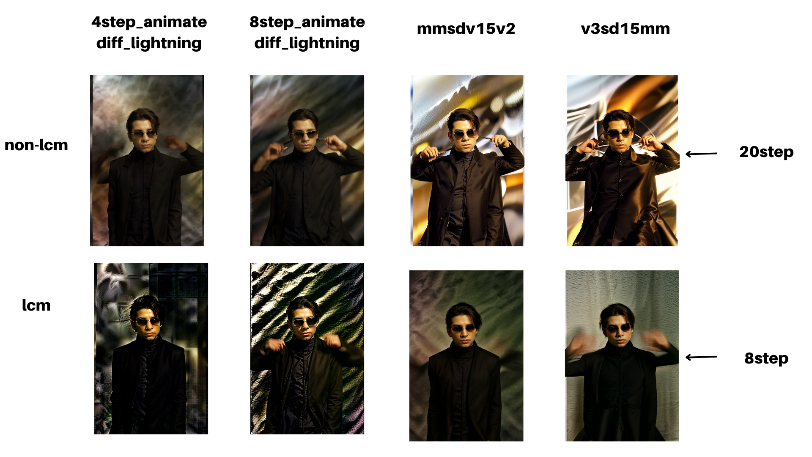 4step_animate
diff_lightning
8step_animate
diff_lightning
mmsdv15v2
v3sd15mm
non-lcm
20step
lcm
8step